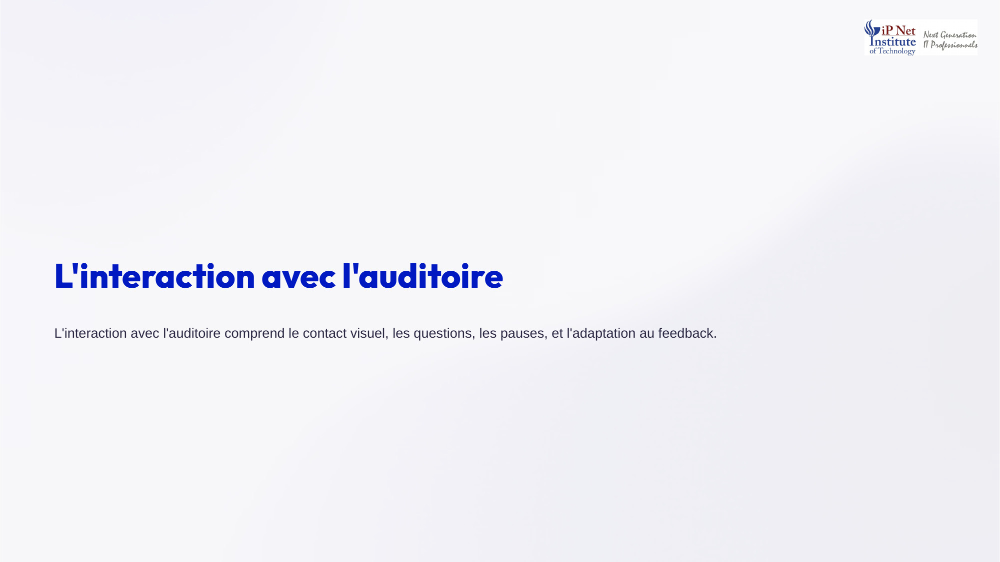 iP Net
Institute
of Technology
Next Generation
IT Professionnels
L'interaction avec l'auditoire
L'interaction avec l'auditoire comprend le contact visuel, les questions, les pauses, et l'adaptation au feedback.